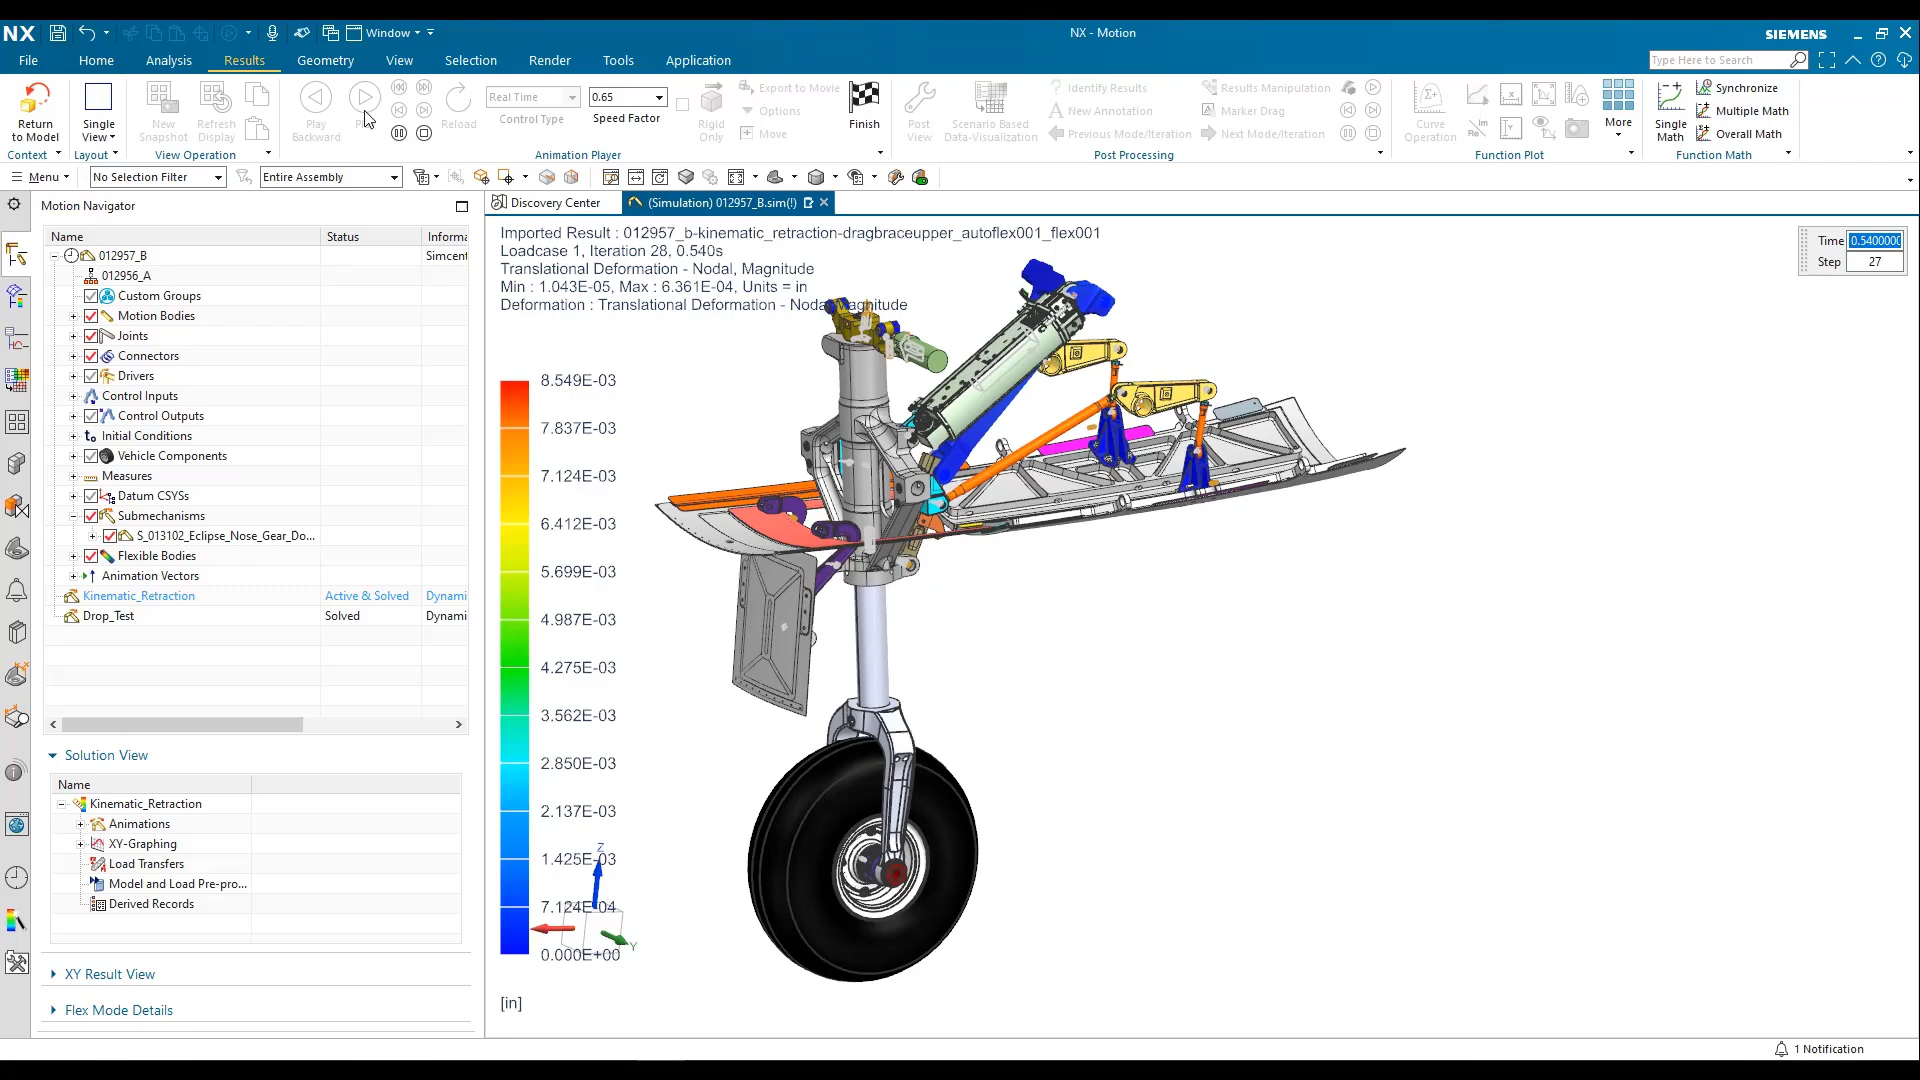 NX
Window
NX - Motion
SIEMENS
File
Home
Analysis
Results
Geometry
View
Selection
Render
Tools
Application
Type Here to Search
Return to Model
Single View
New Snapshot
Refresh Display
Play Backward
Reload
Real Time
Control Type
0.65
Speed Factor
Rigid Only
Export to Movie
Options
Move
Finish
Post View
Scenario Based Data-Visualization
Identify Results
New Annotation
Previous Mode/Iteration
Results Manipulation
Marker Drag
Next Mode/Iteration
Curve Operation
More
Single Math
Synchronize
Multiple Math
Overall Math
Context
Layout
View Operation
Animation Player
Post Processing
Function Plot
Function Math
Menu
No Selection Filter
Entire Assembly
Motion Navigator
Discovery Center
(Simulation) 012957_B.sim(!)
Name Status Informa
012957_B Simcent
012956_A
Custom Groups
Motion Bodies
Joints
Connectors
Drivers
Control Inputs
Control Outputs
Initial Conditions
Vehicle Components
Measures
Datum CSYSs
Submechanisms
S_013102_Eclipse_Nose_Gear_Do...
Flexible Bodies
Animation Vectors
Kinematic_Retraction Active & Solved Dynami
Drop_Test Solved Dynami
Solution View
Name
Kinematic_Retraction
Animations
XY-Graphing
Load Transfers
Model and Load Pre-pro...
Derived Records
XY Result View
Flex Mode Details
Imported Result : 012957_b-kinematic_retraction-dragbraceupper_autoflex001_flex001
Loadcase 1, Iteration 28, 0.540s
Translational Deformation - Nodal, Magnitude
Min : 1.043E-05, Max : 6.361E-04, Units = in
Deformation : Translational Deformation - Nodal Magnitude
8.549E-03
7.837E-03
7.124E-03
6.412E-03
5.699E-03
4.987E-03
4.275E-03
3.562E-03
2.850E-03
2.137E-03
1.425E-03
7.124E-04
0.000E+00
[in]
Z
Y
Time 0.5400000
Step 27
1 Notification